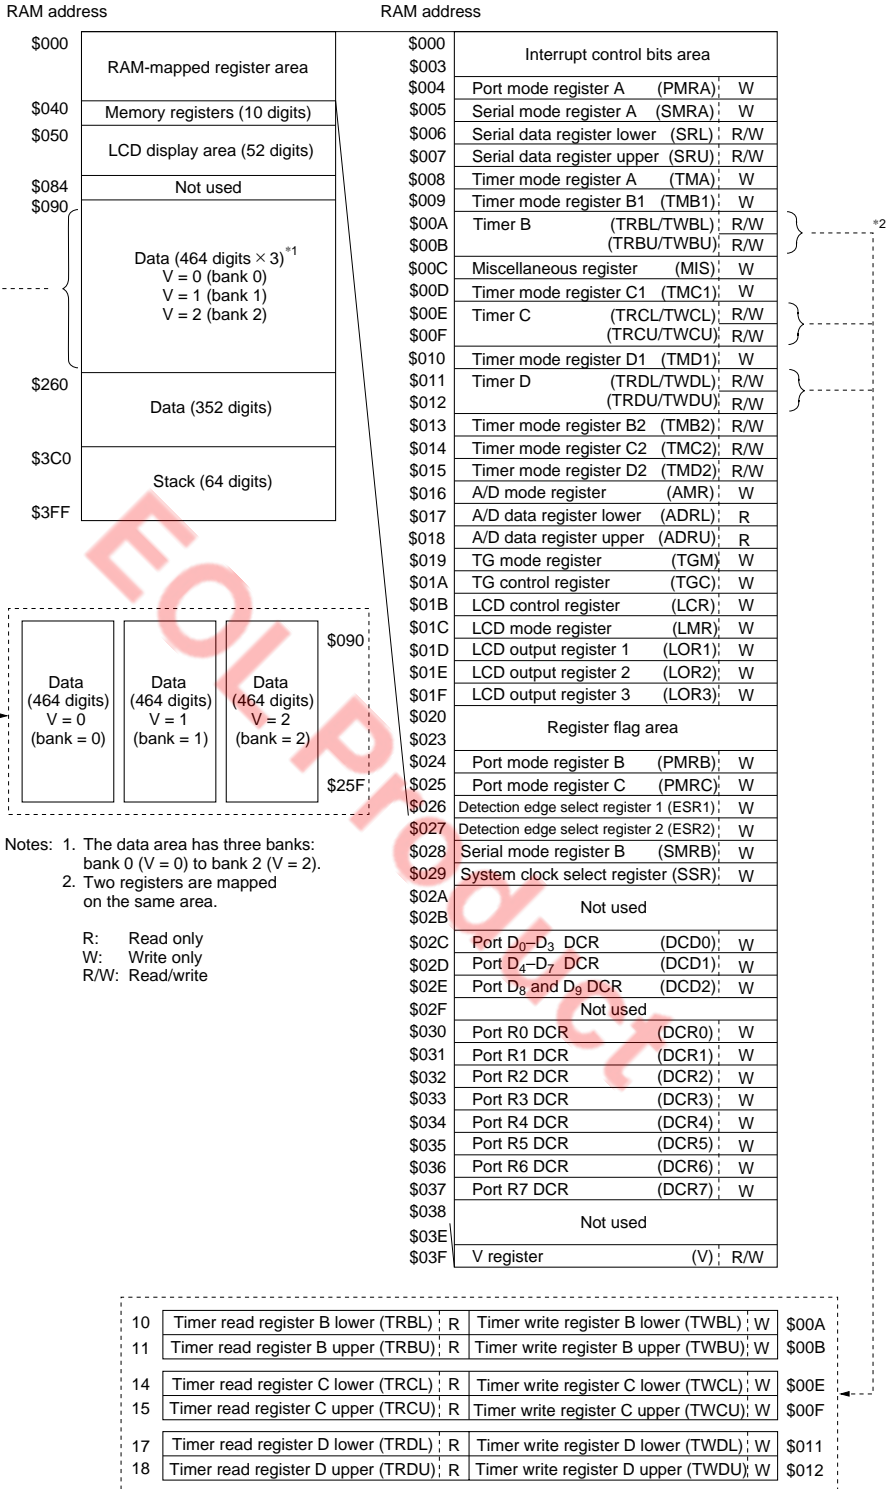 RAM address
$000
RAM-mapped register area
$040
Memory registers (10 digits)
$050
LCD display area (52 digits)
$084
Not used
$090
Data (464 digits × 3)*1
V = 0 (bank 0)
V = 1 (bank 1)
V = 2 (bank 2)
$260
Data (352 digits)
$3C0
Stack (64 digits)
$3FF
Data
(464 digits)
V = 0
(bank = 0)
Data
(464 digits)
V = 1
(bank = 1)
Data
(464 digits)
V = 2
(bank = 2)
$090
$25F
Notes: 1. The data area has three banks:
bank 0 (V = 0) to bank 2 (V = 2).
2. Two registers are mapped
on the same area.
R: Read only
W: Write only
R/W: Read/write
RAM address
$000
Interrupt control bits area
$003
$004 Port mode register A (PMRA) W
$005 Serial mode register A (SMRA) W
$006 Serial data register lower (SRL) R/W
$007 Serial data register upper (SRU) R/W
$008 Timer mode register A (TMA) W
$009 Timer mode register B1 (TMB1) W
$00A Timer B (TRBL/TWBL) R/W
*2
$00B (TRBU/TWBU) R/W
$00C Miscellaneous register (MIS) W
$00D Timer mode register C1 (TMC1) W
$00E Timer C (TRCL/TWCL) R/W
$00F (TRCU/TWCU) R/W
$010 Timer mode register D1 (TMD1) W
$011 Timer D (TRDL/TWDL) R/W
$012 (TRDU/TWDU) R/W
$013 Timer mode register B2 (TMB2) R/W
$014 Timer mode register C2 (TMC2) R/W
$015 Timer mode register D2 (TMD2) R/W
$016 A/D mode register (AMR) W
$017 A/D data register lower (ADRL) R
$018 A/D data register upper (ADRU) R
$019 TG mode register (TGM) W
$01A TG control register (TGC) W
$01B LCD control register (LCR) W
$01C LCD mode register (LMR) W
$01D LCD output register 1 (LOR1) W
$01E LCD output register 2 (LOR2) W
$01F LCD output register 3 (LOR3) W
$020
Register flag area
$023
$024 Port mode register B (PMRB) W
$025 Port mode register C (PMRC) W
$026 Detection edge select register 1 (ESR1) W
$027 Detection edge select register 2 (ESR2) W
$028 Serial mode register B (SMRB) W
$029 System clock select register (SSR) W
$02A
Not used
$02B
$02C Port D0–D3 DCR (DCD0) W
$02D Port D4–D7 DCR (DCD1) W
$02E Port D8 and D9 DCR (DCD2) W
$02F Not used
$030 Port R0 DCR (DCR0) W
$031 Port R1 DCR (DCR1) W
$032 Port R2 DCR (DCR2) W
$033 Port R3 DCR (DCR3) W
$034 Port R4 DCR (DCR4) W
$035 Port R5 DCR (DCR5) W
$036 Port R6 DCR (DCR6) W
$037 Port R7 DCR (DCR7) W
$038
Not used
$03E
$03F V register (V) R/W
10 Timer read register B lower (TRBL) R Timer write register B lower (TWBL) W $00A
11 Timer read register B upper (TRBU) R Timer write register B upper (TWBU) W $00B
14 Timer read register C lower (TRCL) R Timer write register C lower (TWCL) W $00E
15 Timer read register C upper (TRCU) R Timer write register C upper (TWCU) W $00F
17 Timer read register D lower (TRDL) R Timer write register D lower (TWDL) W $011
18 Timer read register D upper (TRDU) R Timer write register D upper (TWDU) W $012
EOL Product